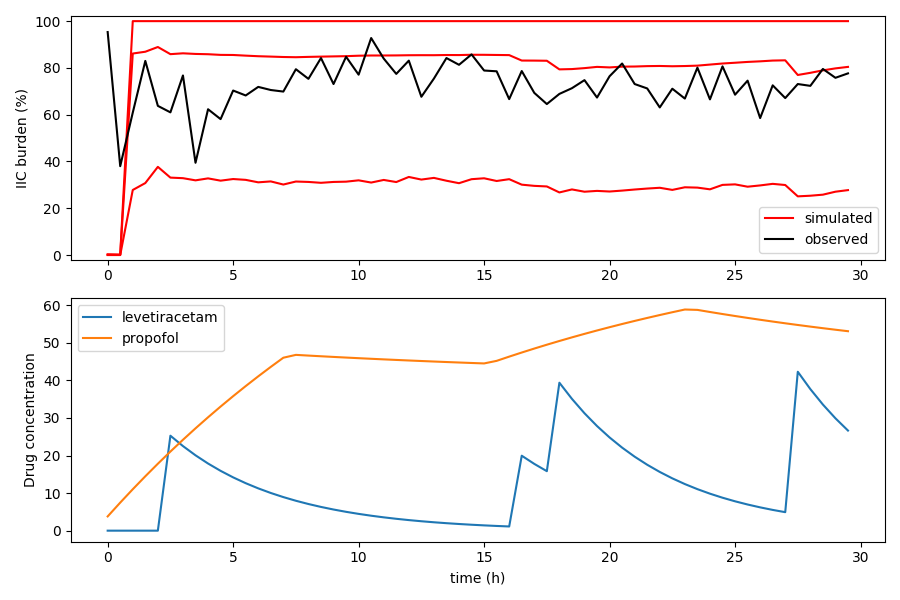 100
80
60
40
20
0
IIC burden (%)
simulated
observed
0 5 10 15 20 25 30
60
50
40
30
20
10
0
Drug concentration
levetiracetam
propofol
0 5 10 15 20 25 30
time (h)